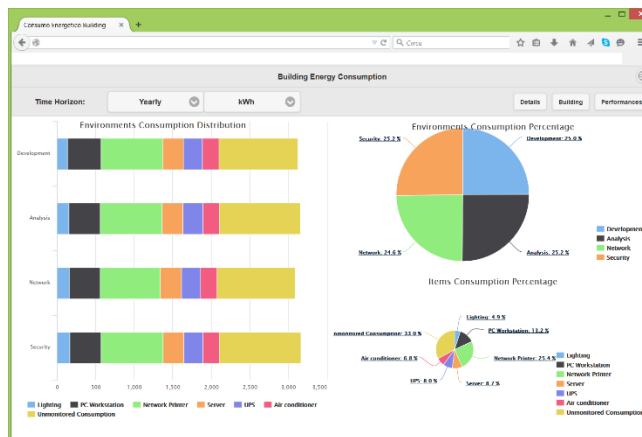 Consumo Energetico Building
Cerca
Building Energy Consumption
Time Horizon: Yearly kWh Details Building Performances
Environments Consumption Distribution
Development
Analysis
Network
Security
0 500 1,000 1,500 2,000 2,500 3,000 3,500
Lighting PC Workstation Network Printer Server UPS Air conditioner
Unmonitored Consumption
Environments Consumption Percentage
Security: 25.2 % Development: 25.0 %
Network: 24.6 % Analysis: 25.2 %
Development
Analysis
Network
Security
Items Consumption Percentage
Lighting: 4.9 %
PC Workstation: 13.2 %
Network Printer: 25.4 %
Server: 8.7 %
UPS: 8.0 %
Air conditioner: 6.8 %
Consumption: 33.0 %
Lighting
PC Workstation
Network Printer
Server
UPS
Air conditioner
Unmonitored Consumption